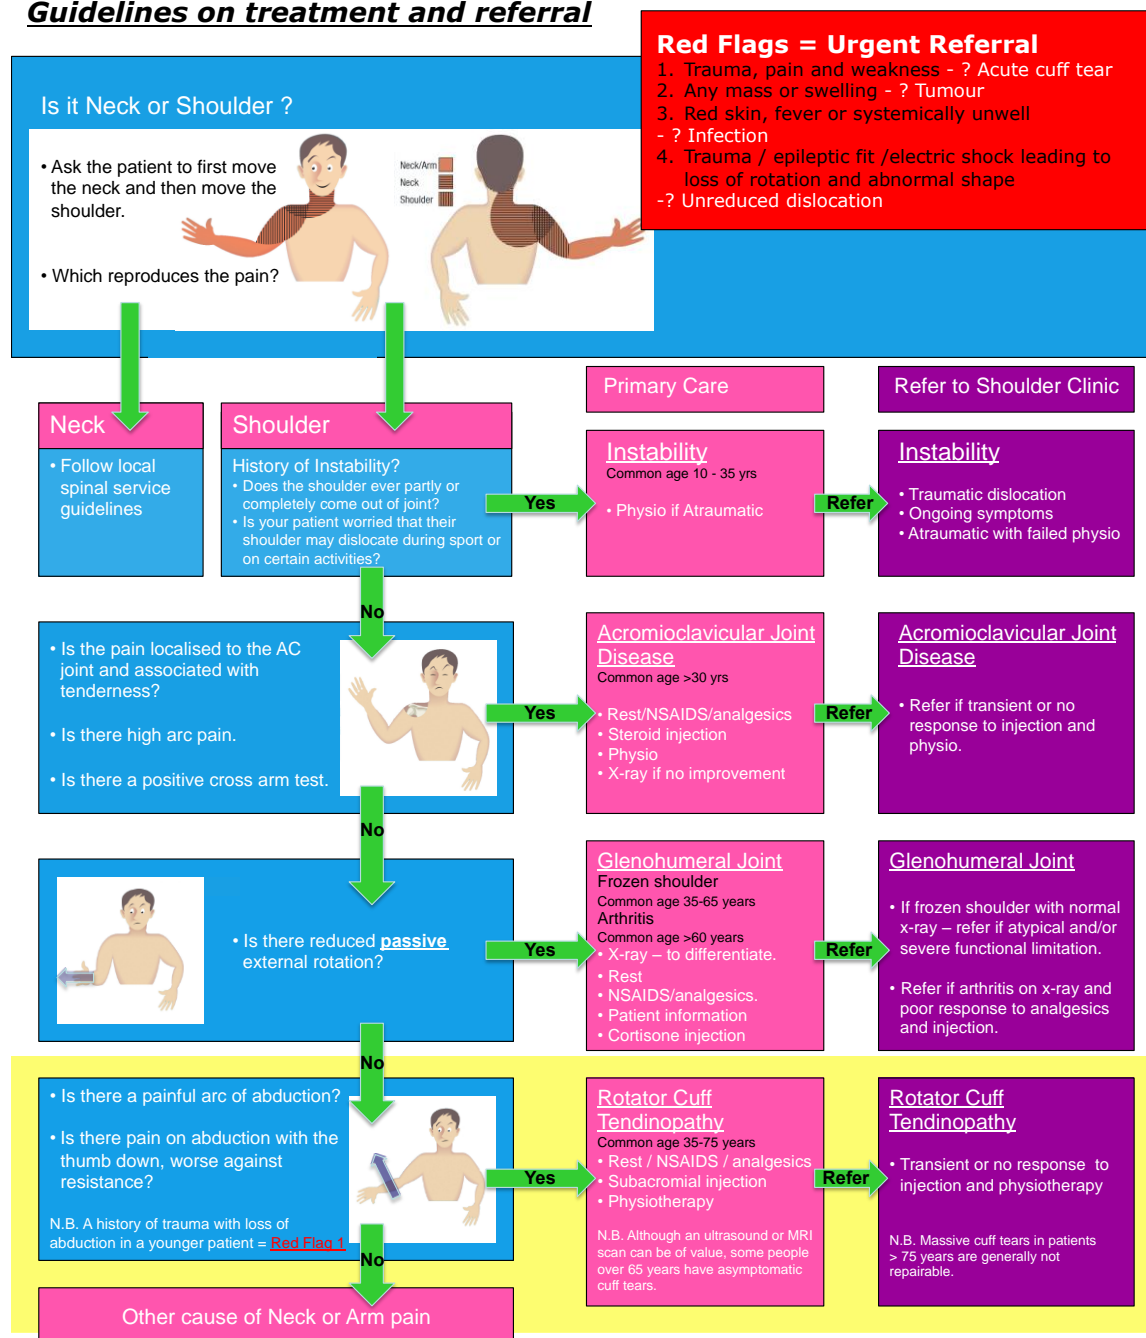 Guidelines on treatment and referral
Red Flags = Urgent Referral
1. Trauma, pain and weakness - ? Acute cuff tear
2. Any mass or swelling - ? Tumour
3. Red skin, fever or systemically unwell
- ? Infection
4. Trauma / epileptic fit /electric shock leading to
loss of rotation and abnormal shape
-? Unreduced dislocation
Is it Neck or Shoulder ?
• Ask the patient to first move
the neck and then move the
shoulder.
• Which reproduces the pain?
Neck/Arm
Neck
Shoulder
Primary Care
Refer to Shoulder Clinic
Neck
• Follow local
spinal service
guidelines
Shoulder
History of Instability?
• Does the shoulder ever partly or
completely come out of joint?
• Is your patient worried that their
shoulder may dislocate during sport or
on certain activities?
Yes
Instability
Common age 10 - 35 yrs
• Physio if Atraumatic
Refer
Instability
• Traumatic dislocation
• Ongoing symptoms
• Atraumatic with failed physio
No
• Is the pain localised to the AC
joint and associated with
tenderness?
• Is there high arc pain.
• Is there a positive cross arm test.
Yes
Acromioclavicular Joint
Disease
Common age >30 yrs
• Rest/NSAIDS/analgesics
• Steroid injection
• Physio
• X-ray if no improvement
Refer
Acromioclavicular Joint
Disease
• Refer if transient or no
response to injection and
physio.
No
• Is there reduced passive
external rotation?
Yes
Glenohumeral Joint
Frozen shoulder
Common age 35-65 years
Arthritis
Common age >60 years
• X-ray – to differentiate.
• Rest
• NSAIDS/analgesics.
• Patient information
• Cortisone injection
Refer
Glenohumeral Joint
• If frozen shoulder with normal
x-ray – refer if atypical and/or
severe functional limitation.
• Refer if arthritis on x-ray and
poor response to analgesics
and injection.
No
• Is there a painful arc of abduction?
• Is there pain on abduction with the
thumb down, worse against
resistance?
N.B. A history of trauma with loss of
abduction in a younger patient = Red Flag 1
Yes
Rotator Cuff
Tendinopathy
Common age 35-75 years
• Rest / NSAIDS / analgesics
• Subacromial injection
• Physiotherapy
N.B. Although an ultrasound or MRI
scan can be of value, some people
over 65 years have asymptomatic
cuff tears.
Refer
Rotator Cuff
Tendinopathy
• Transient or no response to
injection and physiotherapy
N.B. Massive cuff tears in patients
> 75 years are generally not
repairable.
No
Other cause of Neck or Arm pain